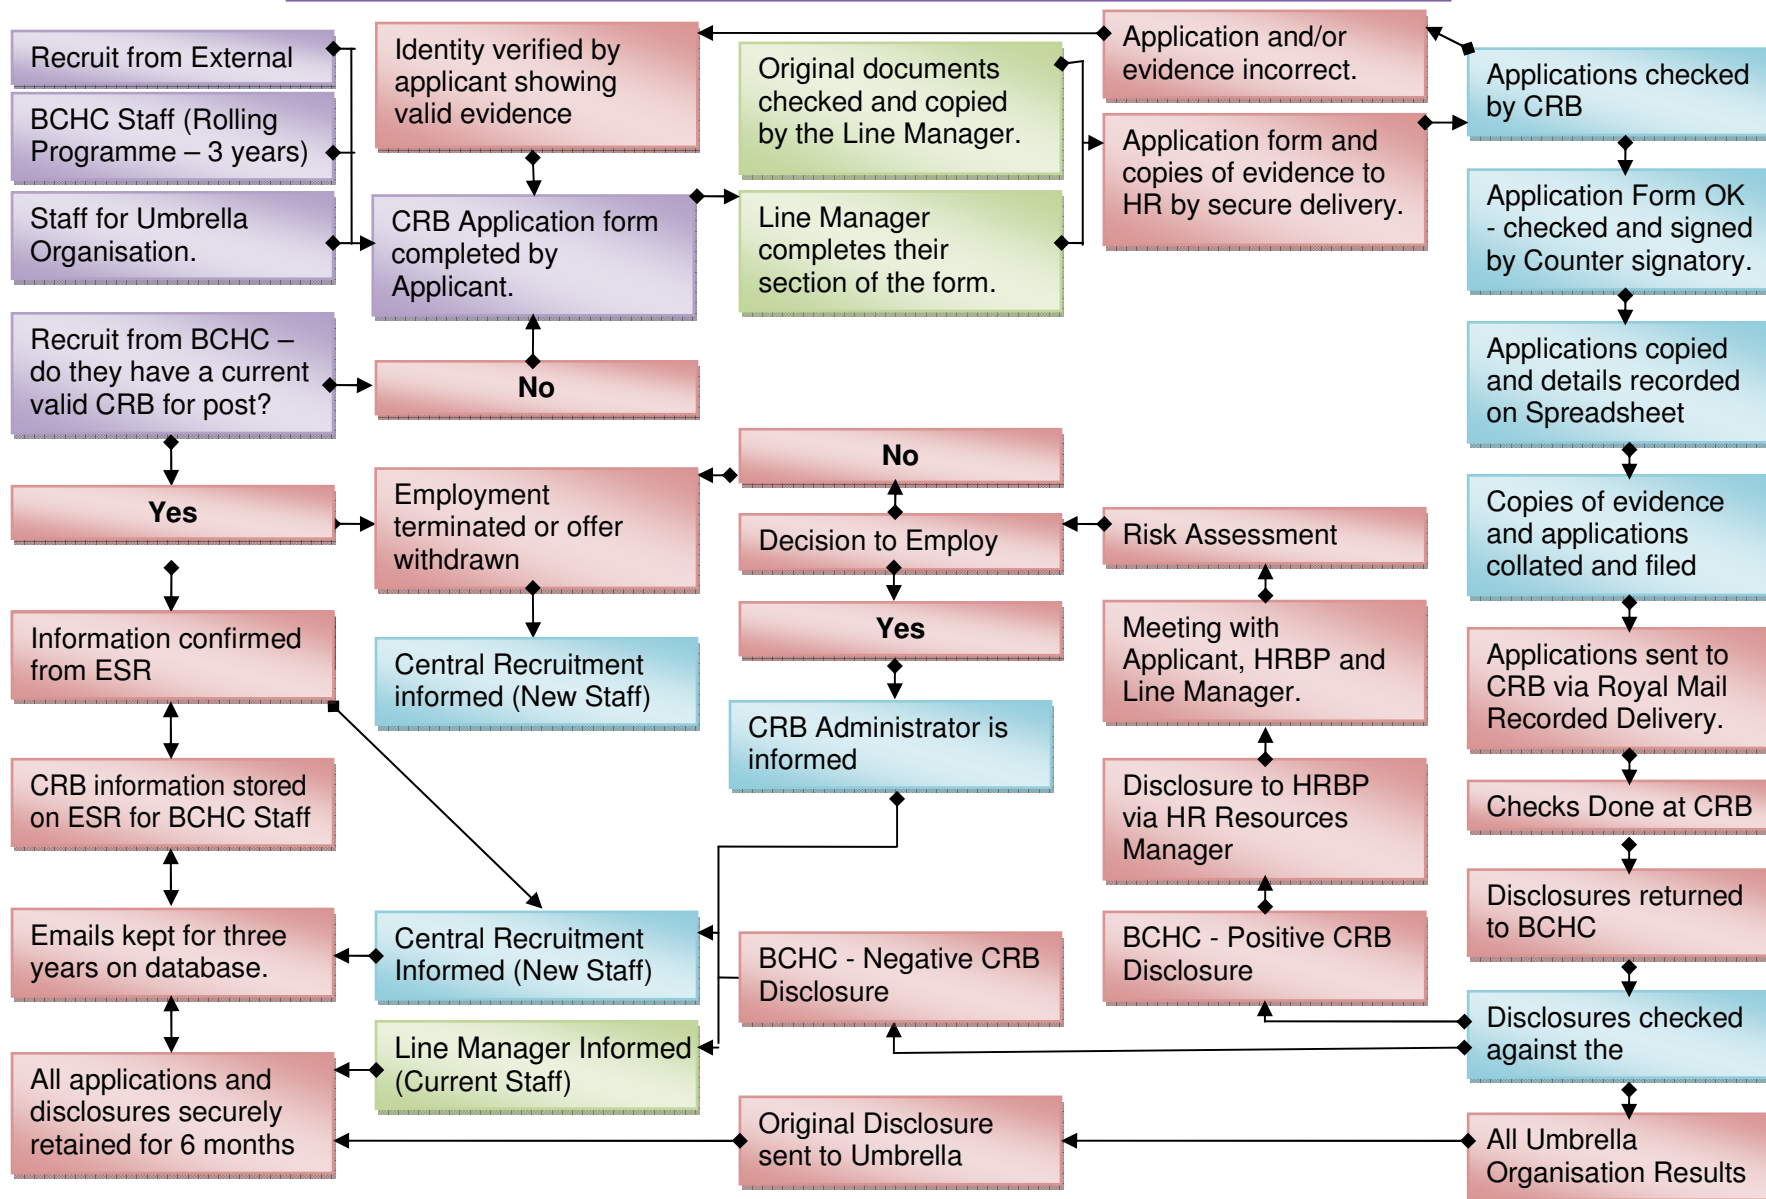 Recruit from External
BCHC Staff (Rolling
Programme – 3 years)
Staff for Umbrella
Organisation.
Recruit from BCHC –
do they have a current
valid CRB for post?
Yes
Information confirmed
from ESR
CRB information stored
on ESR for BCHC Staff
Emails kept for three
years on database.
All applications and
disclosures securely
retained for 6 months
Identity verified by
applicant showing
valid evidence
CRB Application form
completed by
Applicant.
No
Employment
terminated or offer
withdrawn
Central Recruitment
informed (New Staff)
Central Recruitment
Informed (New Staff)
Line Manager Informed
(Current Staff)
Original documents
checked and copied
by the Line Manager.
Line Manager
completes their
section of the form.
No
Decision to Employ
Yes
CRB Administrator is
informed
BCHC - Negative CRB
Disclosure
Original Disclosure
sent to Umbrella
Application and/or
evidence incorrect.
Application form and
copies of evidence to
HR by secure delivery.
Risk Assessment
Meeting with
Applicant, HRBP and
Line Manager.
Disclosure to HRBP
via HR Resources
Manager
BCHC - Positive CRB
Disclosure
Applications checked
by CRB
Application Form OK
- checked and signed
by Counter signatory.
Applications copied
and details recorded
on Spreadsheet
Copies of evidence
and applications
collated and filed
Applications sent to
CRB via Royal Mail
Recorded Delivery.
Checks Done at CRB
Disclosures returned
to BCHC
Disclosures checked
against the
All Umbrella
Organisation Results